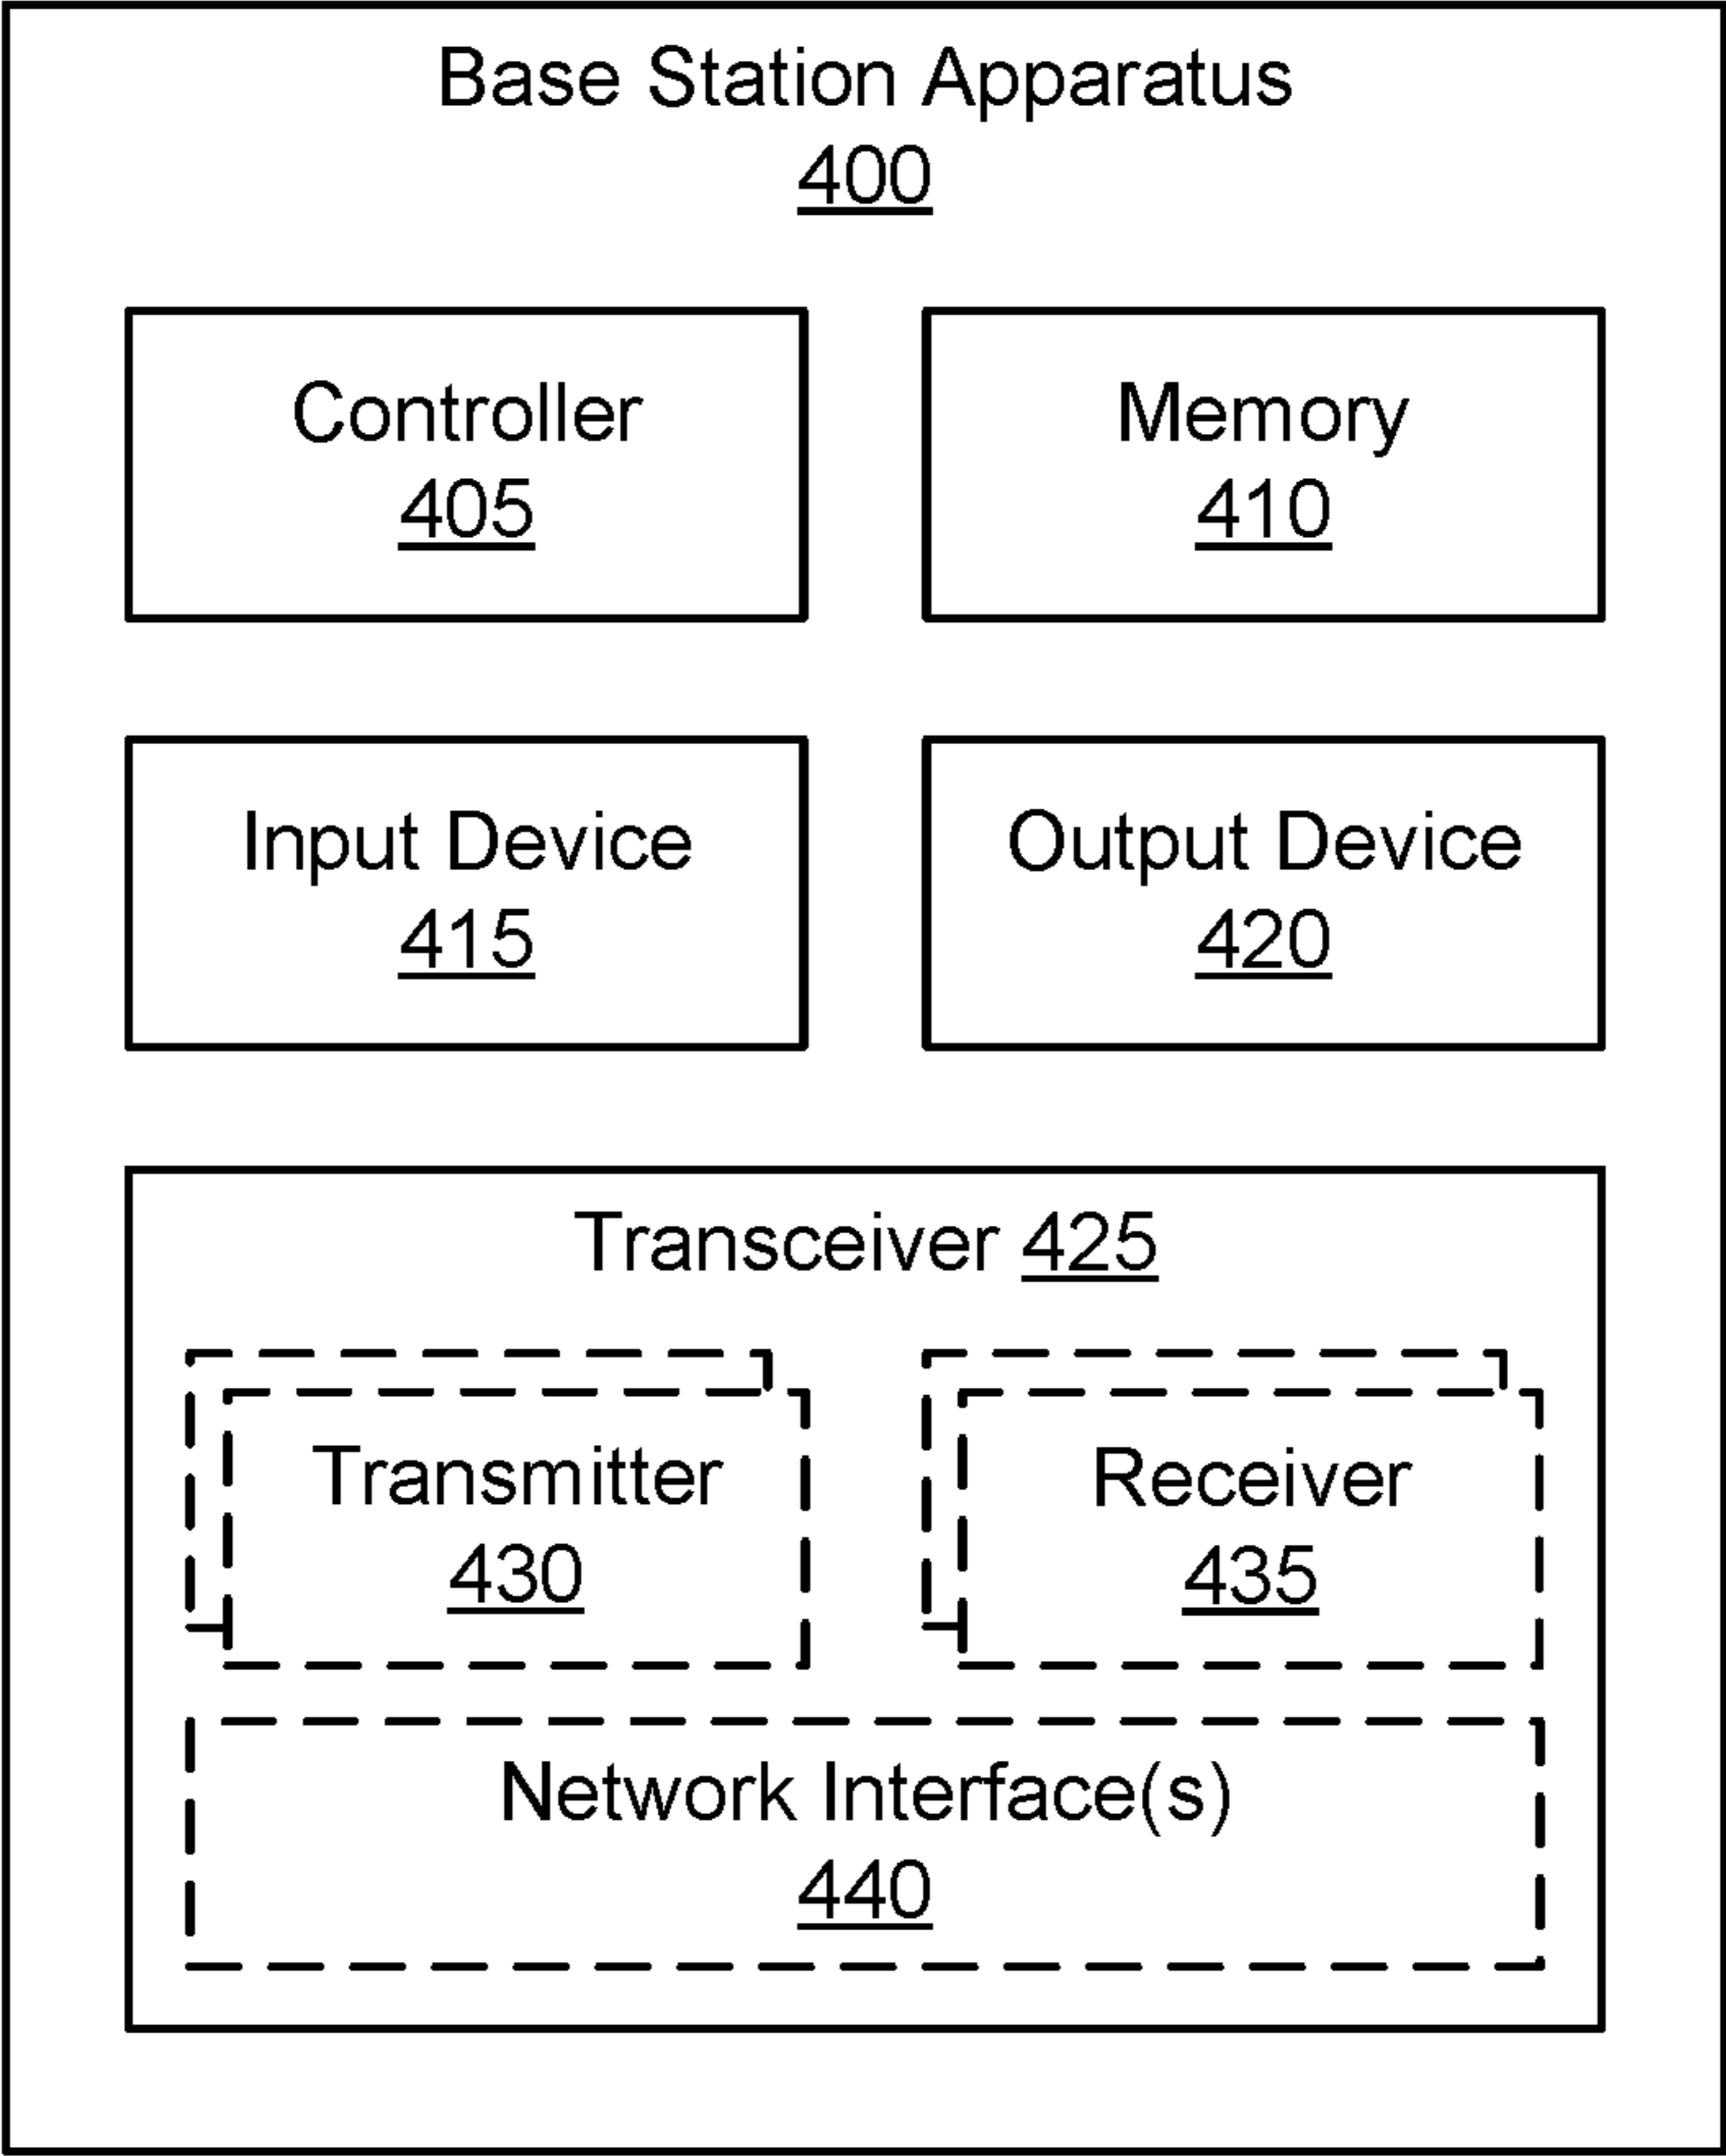 Base Station Apparatus
400
Controller
405
Memory
410
Input Device
415
Output Device
420
Transceiver 425
Transmitter
430
Receiver
435
Network Interface(s)
440